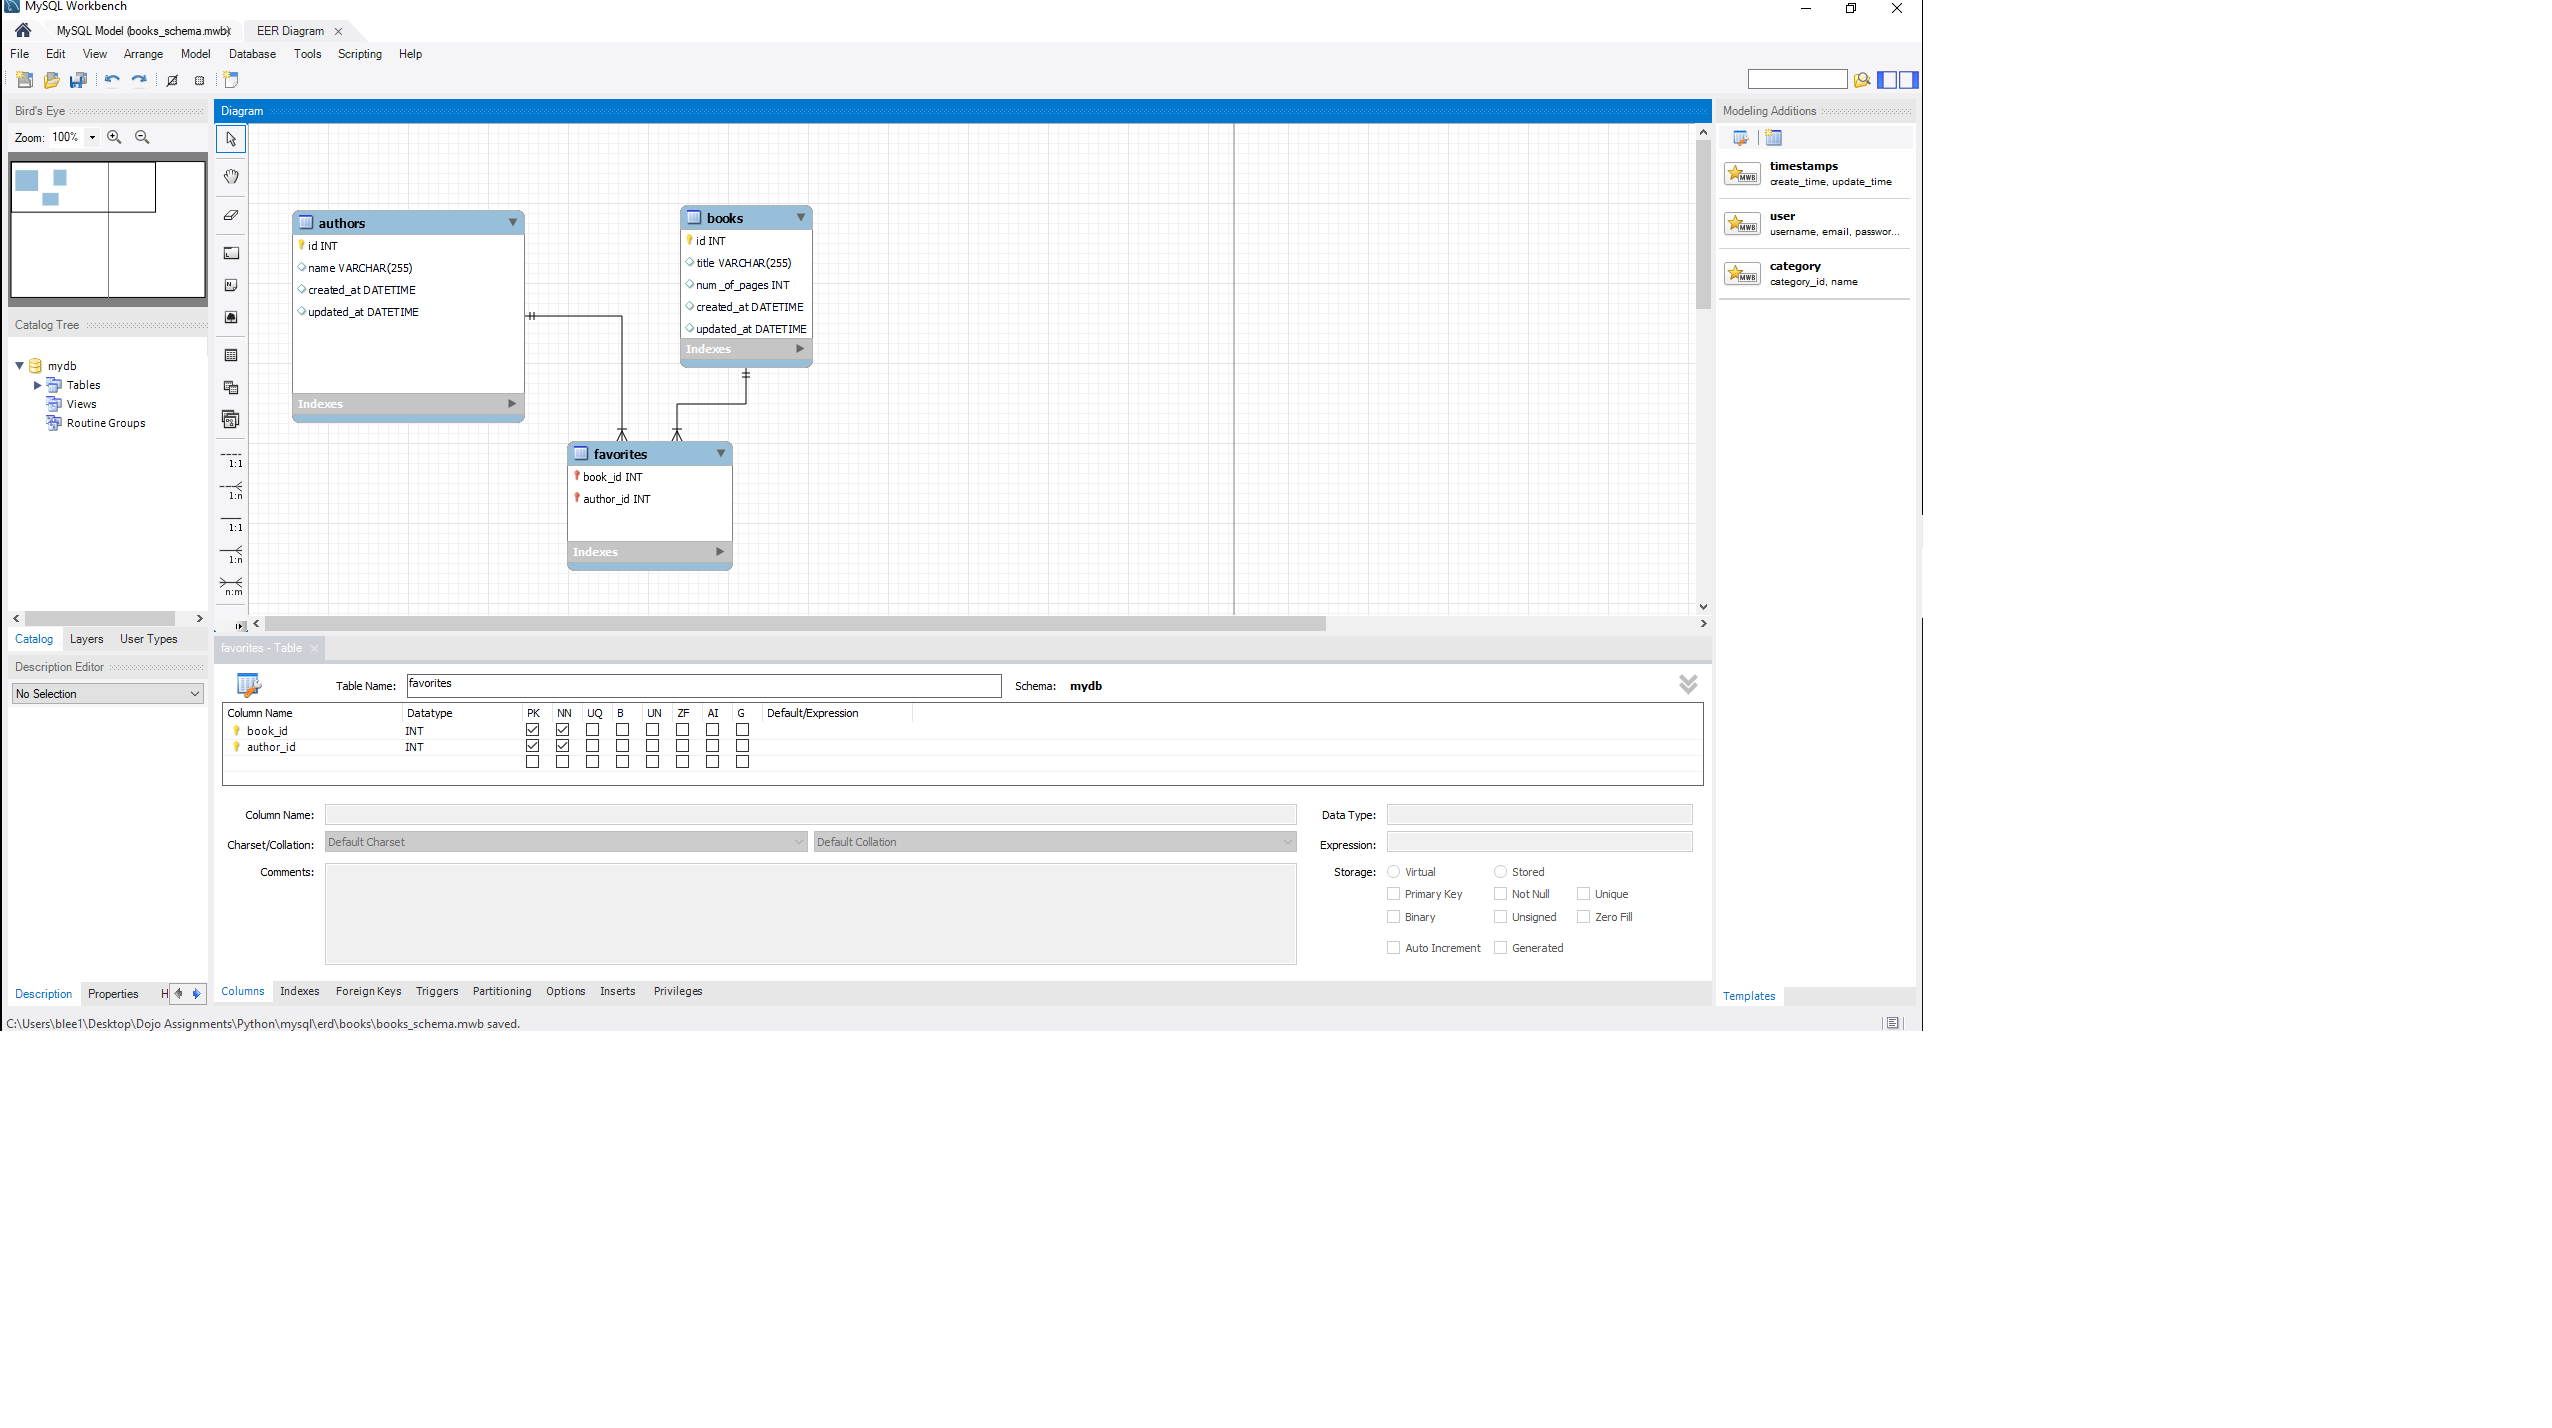 MySQL Workbench
MySQL Model (books_schema.mwb)
EER Diagram
File Edit View Arrange Model Database Tools Scripting Help
Bird's Eye
Zoom: 100%
Catalog Tree
mydb
Tables
Views
Routine Groups
Catalog Layers User Types
Description Editor
No Selection
Description Properties H
Diagram
1:1
1:n
1:1
1:n
n:m
authors
id INT
name VARCHAR(255)
created_at DATETIME
updated_at DATETIME
Indexes
books
id INT
title VARCHAR(255)
num_of_pages INT
created_at DATETIME
updated_at DATETIME
Indexes
favorites
book_id INT
author_id INT
Indexes
Modeling Additions
timestamps
create_time, update_time
user
username, email, passwor...
category
category_id, name
MWB
MWB
MWB
Templates
favorites - Table
Table Name: favorites Schema: mydb
Column Name Datatype PK NN UQ B UN ZF AI G Default/Expression
book_id INT
author_id INT
Column Name: Data Type:
Charset/Collation: Default Charset Default Collation Expression:
Comments: Storage: Virtual Stored
Primary Key Not Null Unique
Binary Unsigned Zero Fill
Auto Increment Generated
Columns Indexes Foreign Keys Triggers Partitioning Options Inserts Privileges
C:\Users\blee1\Desktop\Dojo Assignments\Python\mysql\erd\books\books_schema.mwb saved.